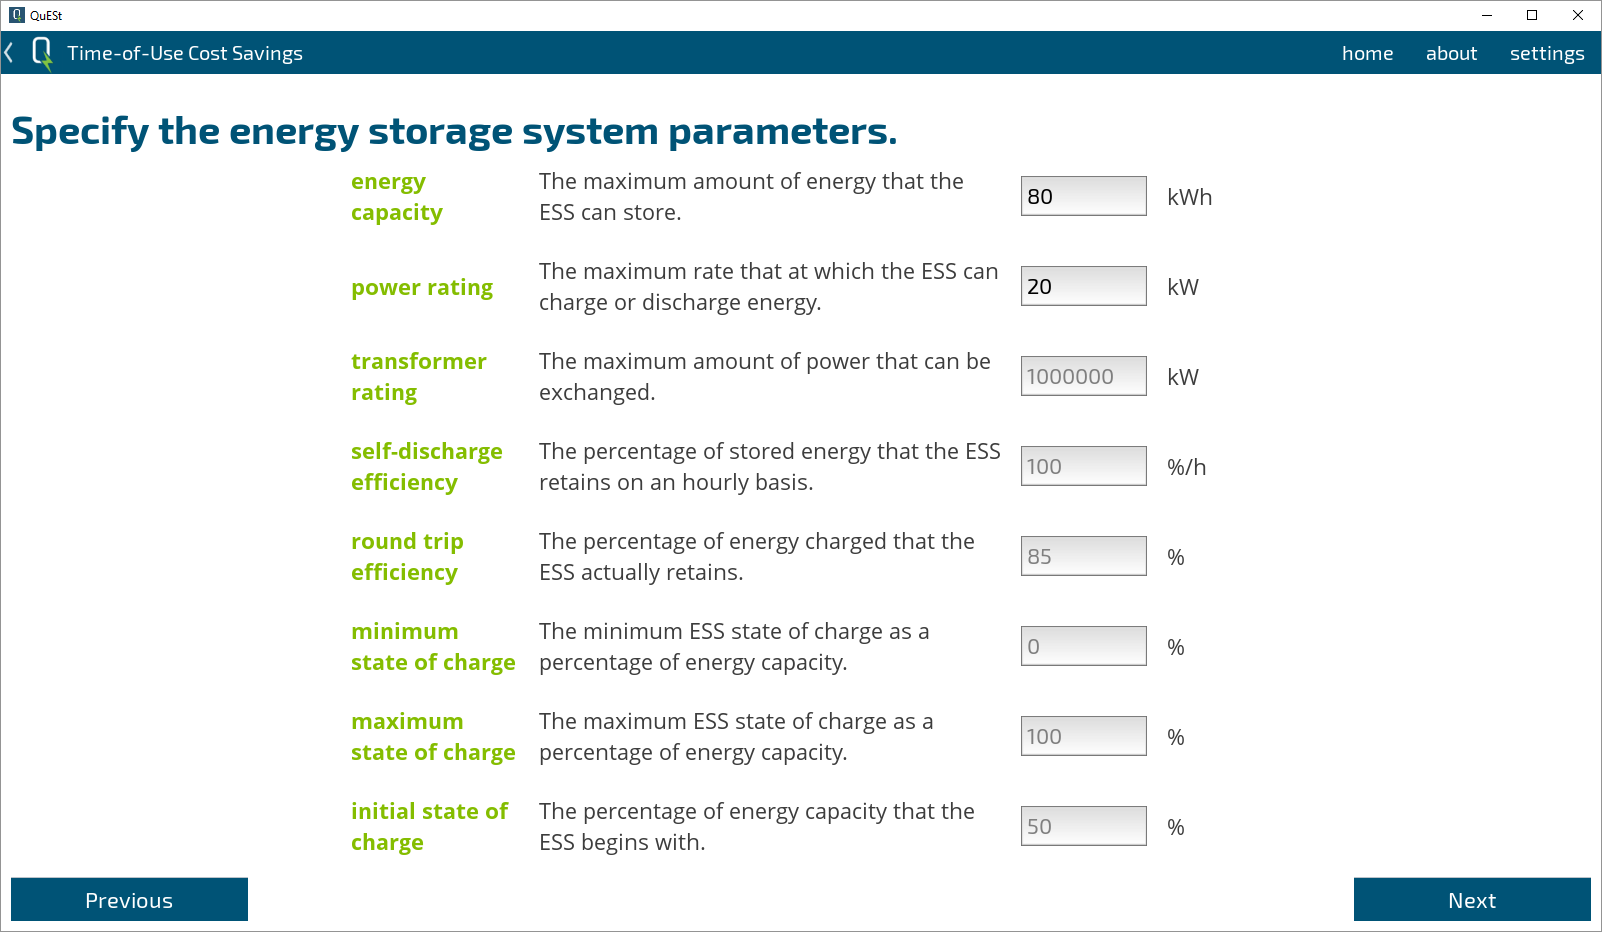 QuESt
Time-of-Use Cost Savings
home about settings
Specify the energy storage system parameters.
energy capacity
The maximum amount of energy that the
ESS can store.
80 kWh
power rating
The maximum rate that at which the ESS can
charge or discharge energy.
20 kW
transformer
rating
The maximum amount of power that can be
exchanged.
1000000 kW
self-discharge
efficiency
The percentage of stored energy that the ESS
retains on an hourly basis.
100 %/h
round trip
efficiency
The percentage of energy charged that the
ESS actually retains.
85 %
minimum
state of charge
The minimum ESS state of charge as a
percentage of energy capacity.
0 %
maximum
state of charge
The maximum ESS state of charge as a
percentage of energy capacity.
100 %
initial state of
charge
The percentage of energy capacity that the
ESS begins with.
50 %
Previous
Next